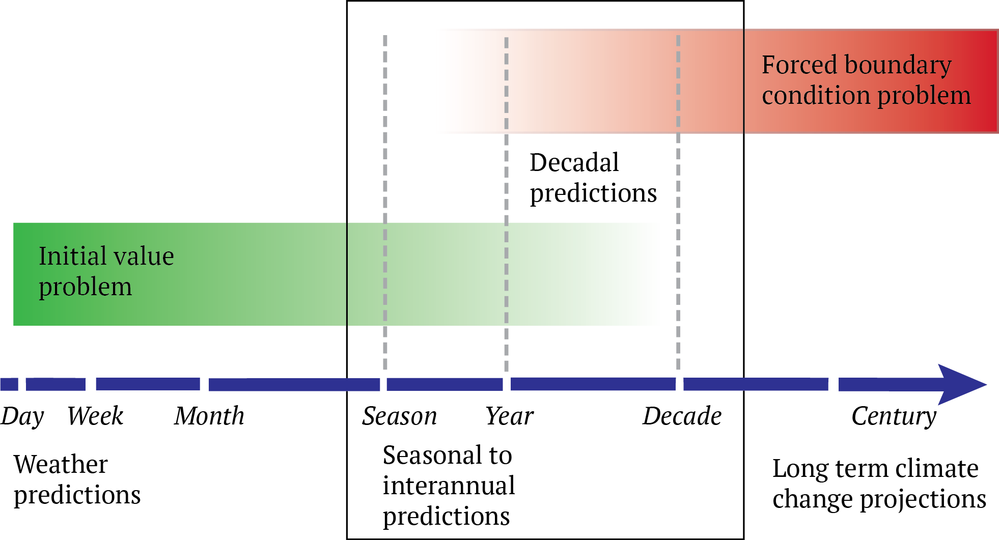 Forced boundary
condition problem
Decadal
predictions
Initial value
problem
Day Week Month Season Year Decade Century
Weather
predictions
Seasonal to
interannual
predictions
Long term climate
change projections